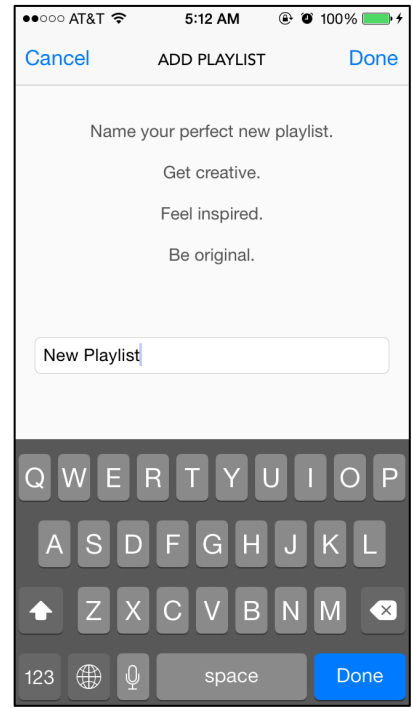 AT&T 5:12 AM 100%
Cancel ADD PLAYLIST Done
Name your perfect new playlist.
Get creative.
Feel inspired.
Be original.
New Playlist
Q W E R T Y U I O P
A S D F G H J K L
Z X C V B N M
123 space Done